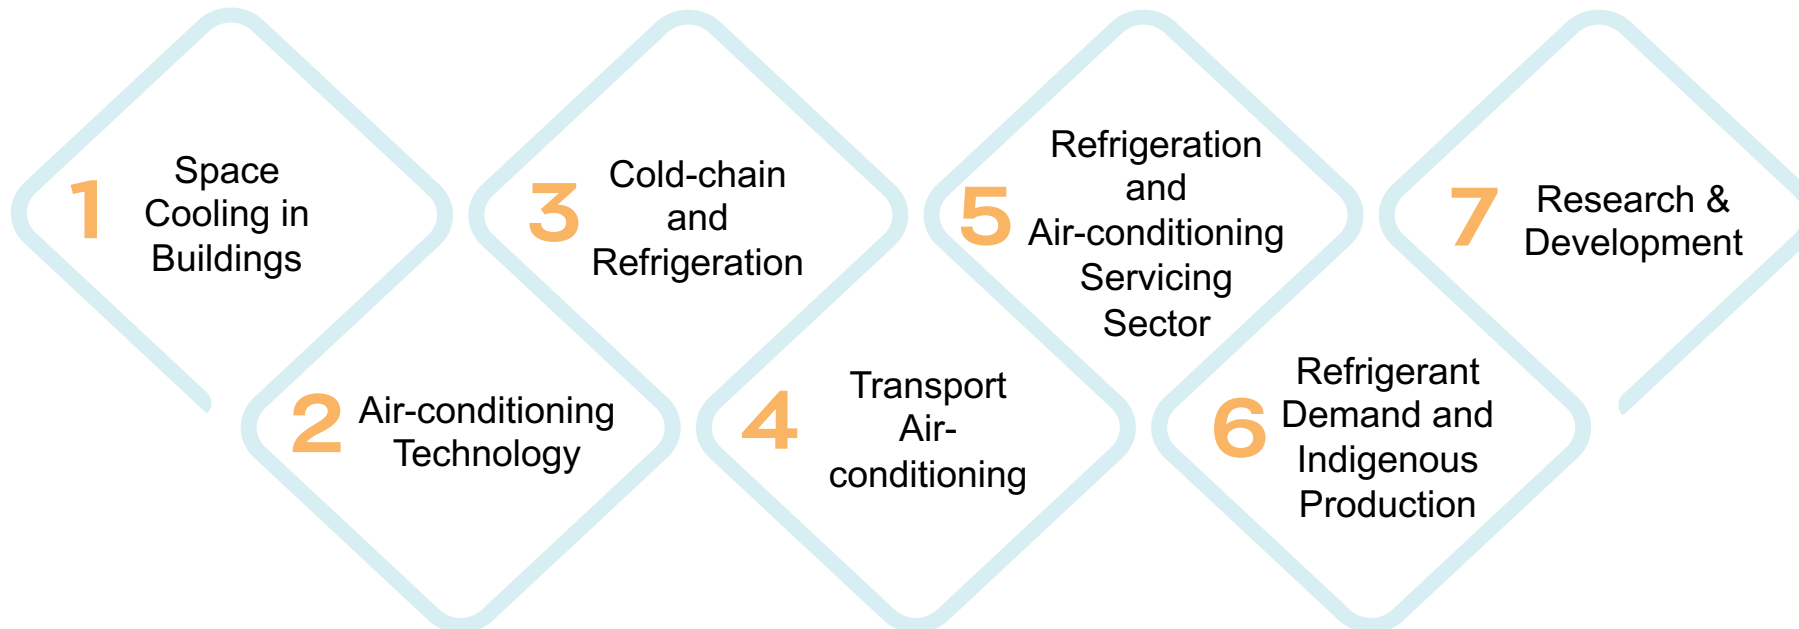 1
Space
Cooling in
Buildings
2
Air-conditioning
Technology
3
Cold-chain
and
Refrigeration
4
Transport
Air-
conditioning
5
Refrigeration
and
Air-conditioning
Servicing
Sector
6
Refrigerant
Demand and
Indigenous
Production
7
Research &
Development